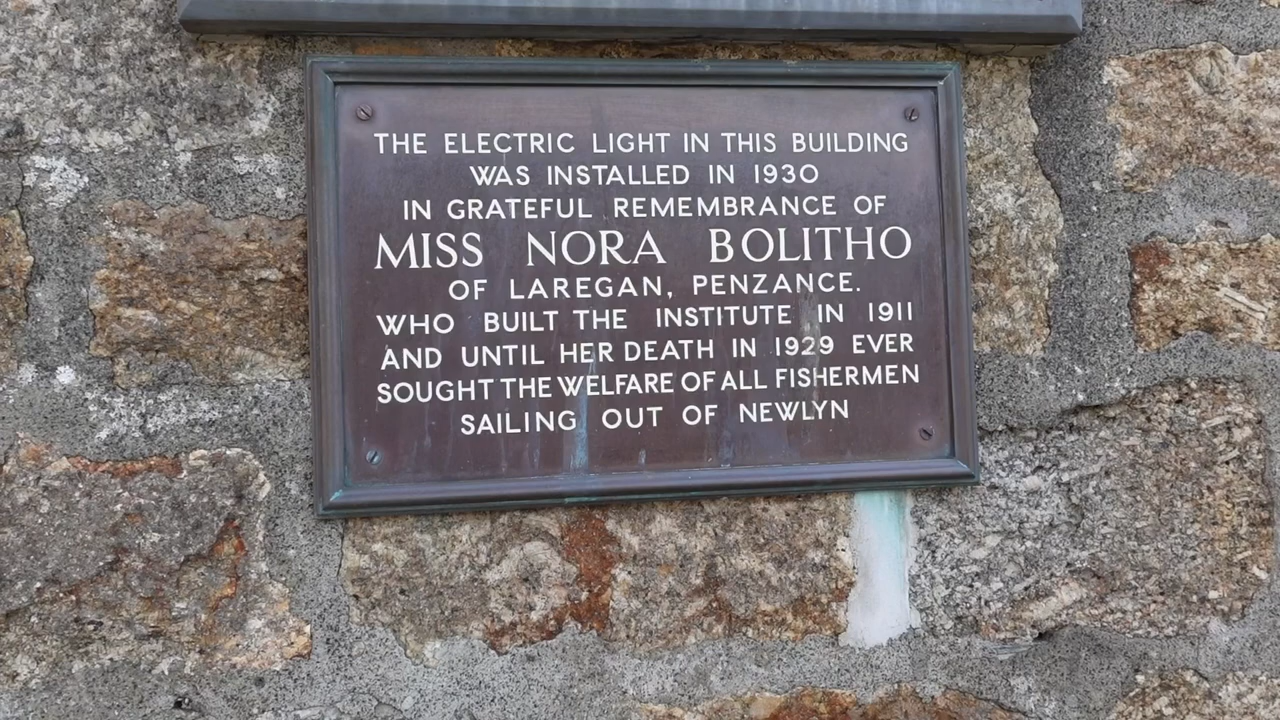 THE ELECTRIC LIGHT IN THIS BUILDING
WAS INSTALLED IN 1930
IN GRATEFUL REMEMBRANCE OF
MISS NORA BOLITHO
OF LAREGAN, PENZANCE.
WHO BUILT THE INSTITUTE IN 1911
AND UNTIL HER DEATH IN 1929 EVER
SOUGHT THE WELFARE OF ALL FISHERMEN
SAILING OUT OF NEWLYN